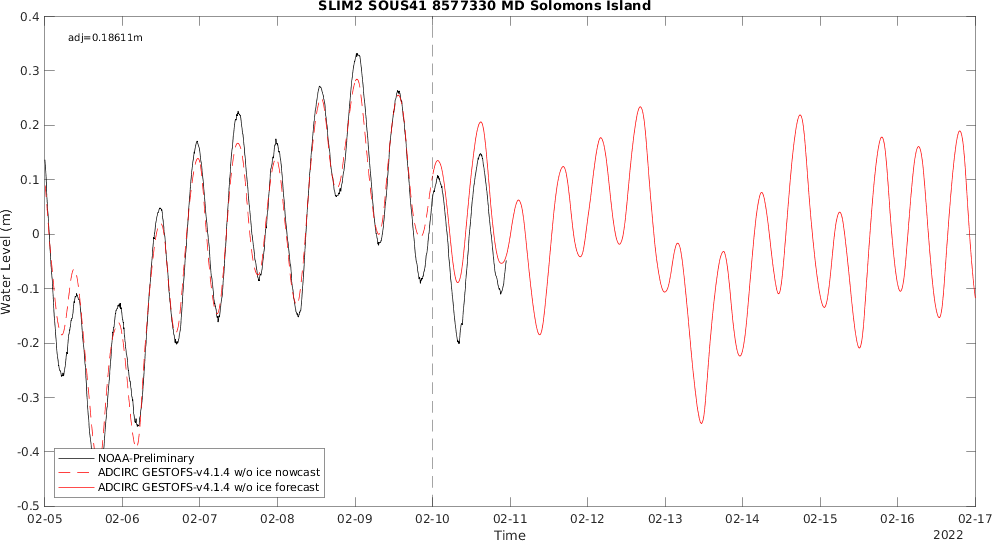 SLIM2 SOUS41 8577330 MD Solomons Island
adj=0.18611m
0.4
0.3
0.2
0.1
0
-0.1
-0.2
-0.3
-0.4
-0.5
Water Level (m)
NOAA-Preliminary
ADCIRC GESTOFS-v4.1.4 w/o ice nowcast
ADCIRC GESTOFS-v4.1.4 w/o ice forecast
02-05 02-06 02-07 02-08 02-09 02-10 02-11 02-12 02-13 02-14 02-15 02-16 02-17
Time
2022